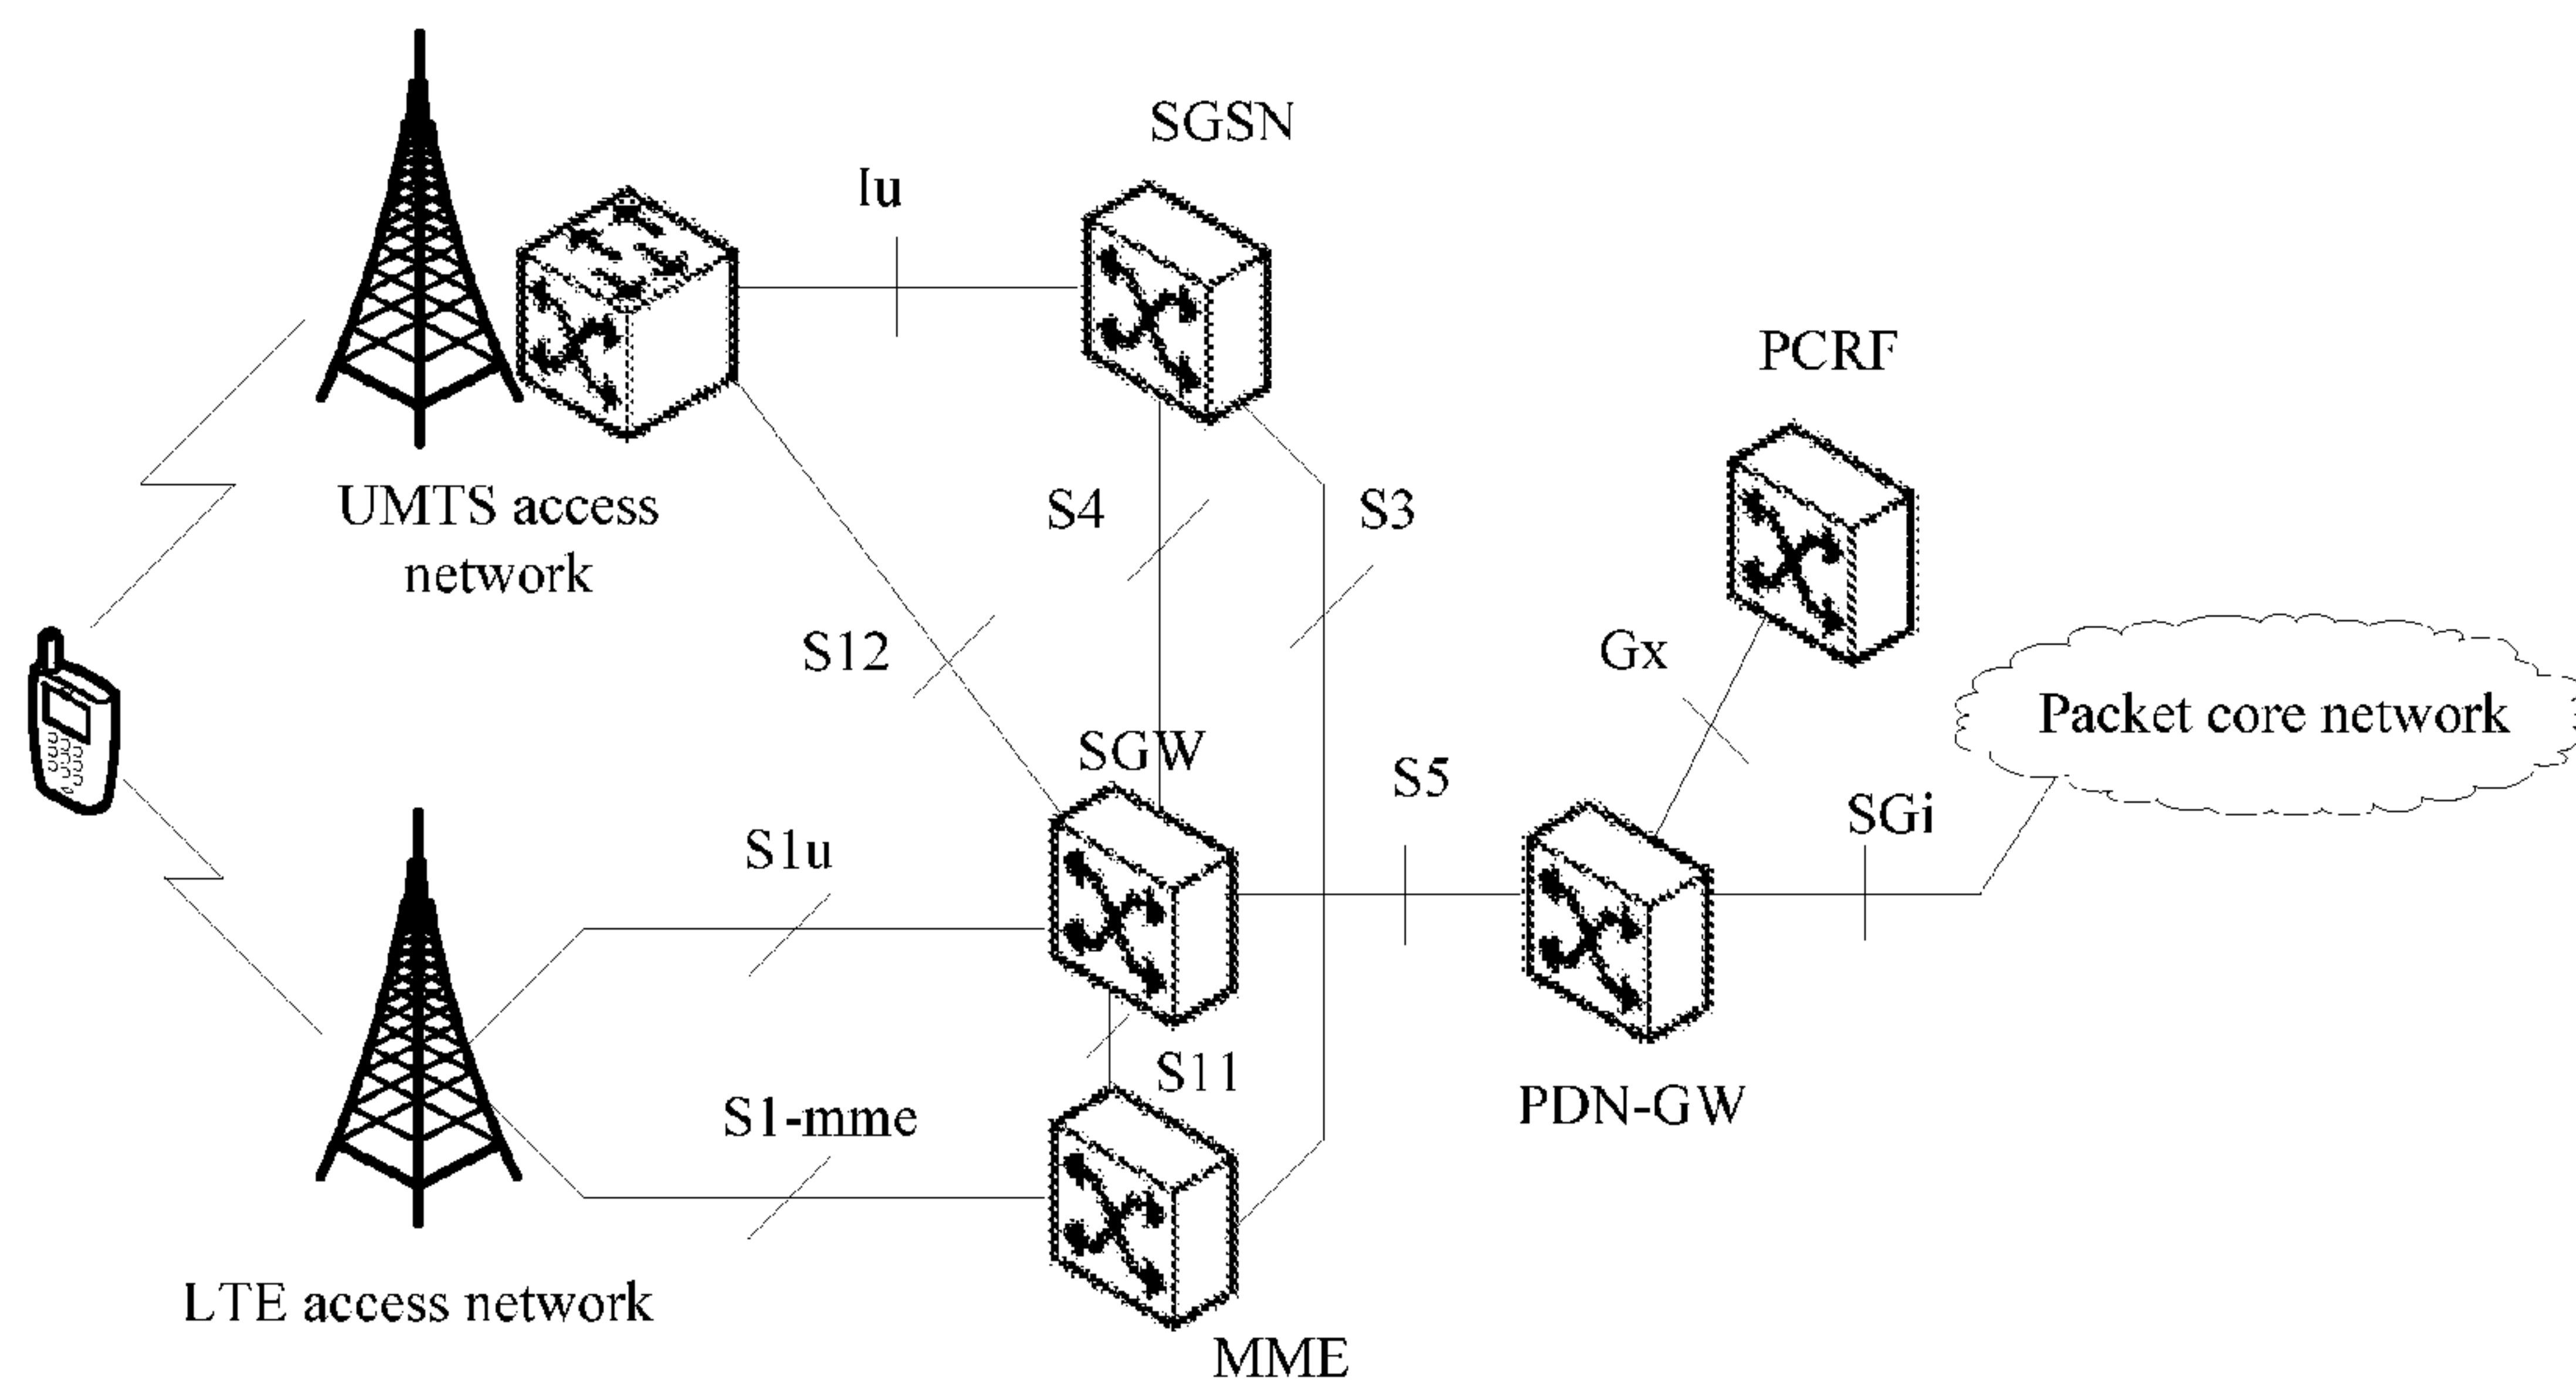 SGSN
Iu
PCRF
UMTS access
network
S4
S3
S12
Gx
Packet core network
SGW
S5
SGi
S1u
S11
S1-mme
PDN-GW
LTE access network
MME